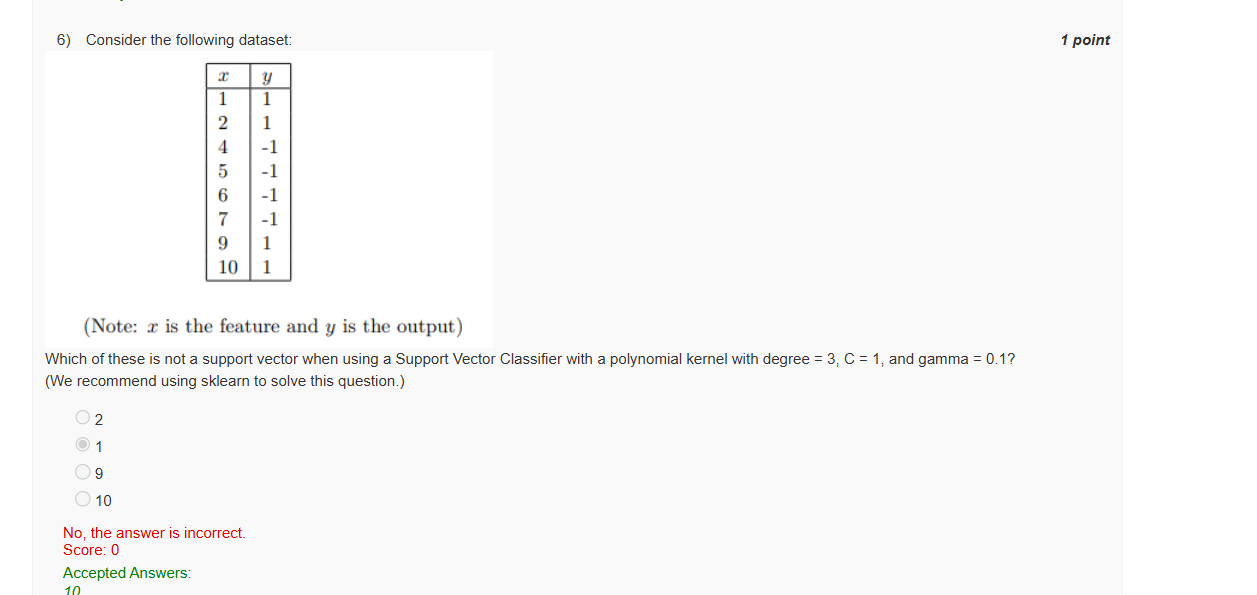 6) Consider the following dataset:
1 point
x y
1 1
2 1
4 -1
5 -1
6 -1
7 -1
9 1
10 1
(Note: x is the feature and y is the output)
Which of these is not a support vector when using a Support Vector Classifier with a polynomial kernel with degree = 3, C = 1, and gamma = 0.1?
(We recommend using sklearn to solve this question.)
2
1
9
10
No, the answer is incorrect.
Score: 0
Accepted Answers:
10